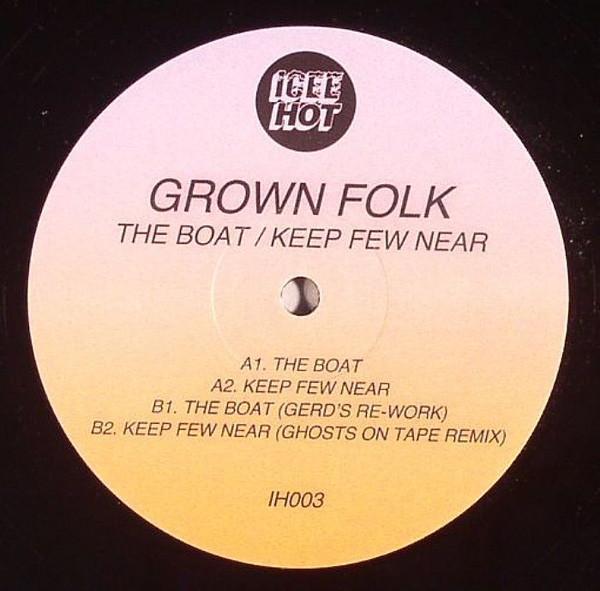 ICEE
HOT
GROWN FOLK
THE BOAT / KEEP FEW NEAR
A1. THE BOAT
A2. KEEP FEW NEAR
B1. THE BOAT (GERD'S RE-WORK)
B2. KEEP FEW NEAR (GHOSTS ON TAPE REMIX)
IH003